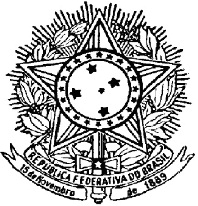 REPÚBLICA FEDERATIVA DO BRASIL
15 de Novembro de 1889